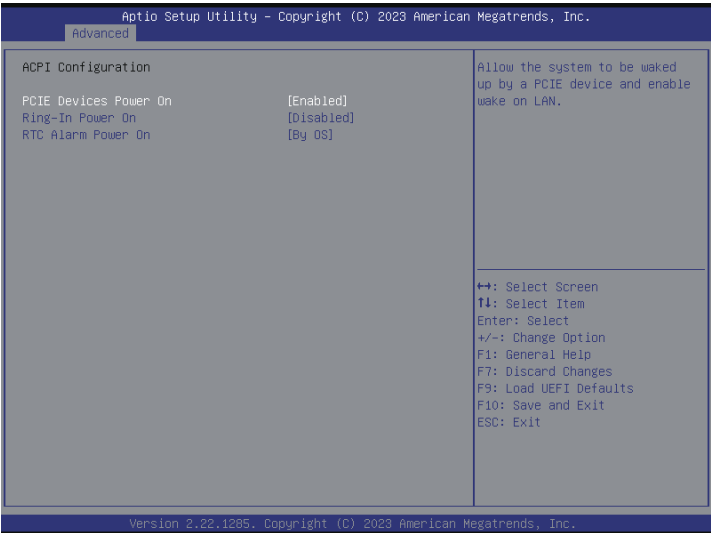 Aptio Setup Utility – Copyright (C) 2023 American Megatrends, Inc.
Advanced
ACPI Configuration
PCIE Devices Power On [Enabled]
Ring-In Power On [Disabled]
RTC Alarm Power On [By OS]
Allow the system to be waked
up by a PCIE device and enable
wake on LAN.
↔: Select Screen
↑↓: Select Item
Enter: Select
+/-: Change Option
F1: General Help
F7: Discard Changes
F9: Load UEFI Defaults
F10: Save and Exit
ESC: Exit
Version 2.22.1285. Copyright (C) 2023 American Megatrends, Inc.